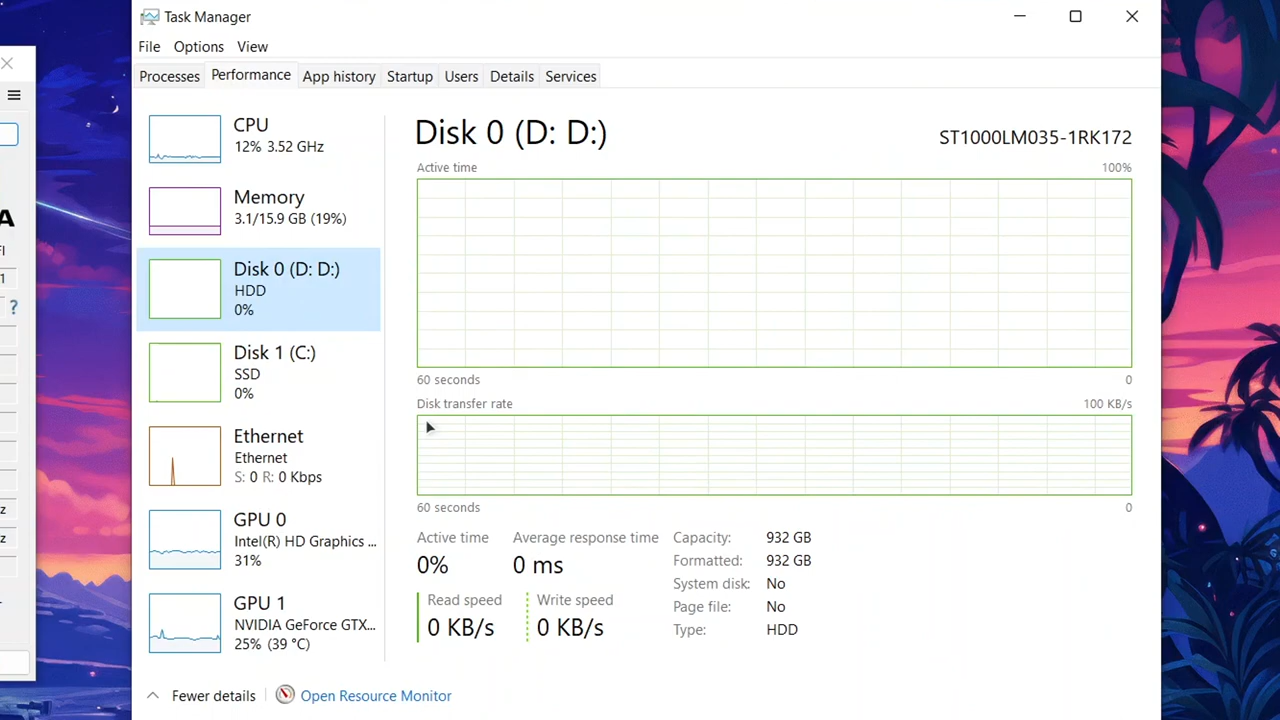 Task Manager
File Options View
Processes Performance App history Startup Users Details Services
CPU
12% 3.52 GHz
Memory
3.1/15.9 GB (19%)
Disk 0 (D: D:)
HDD
0%
Disk 1 (C:)
SSD
0%
Ethernet
Ethernet
S: 0 R: 0 Kbps
GPU 0
Intel(R) HD Graphics ...
31%
GPU 1
NVIDIA GeForce GTX...
25% (39 °C)
Disk 0 (D: D:) ST1000LM035-1RK172
Active time 100%
60 seconds 0
Disk transfer rate 100 KB/s
60 seconds 0
Active time Average response time
0% 0 ms
Read speed Write speed
0 KB/s 0 KB/s
Capacity: 932 GB
Formatted: 932 GB
System disk: No
Page file: No
Type: HDD
Fewer details Open Resource Monitor
A
FI
1
?
z
z